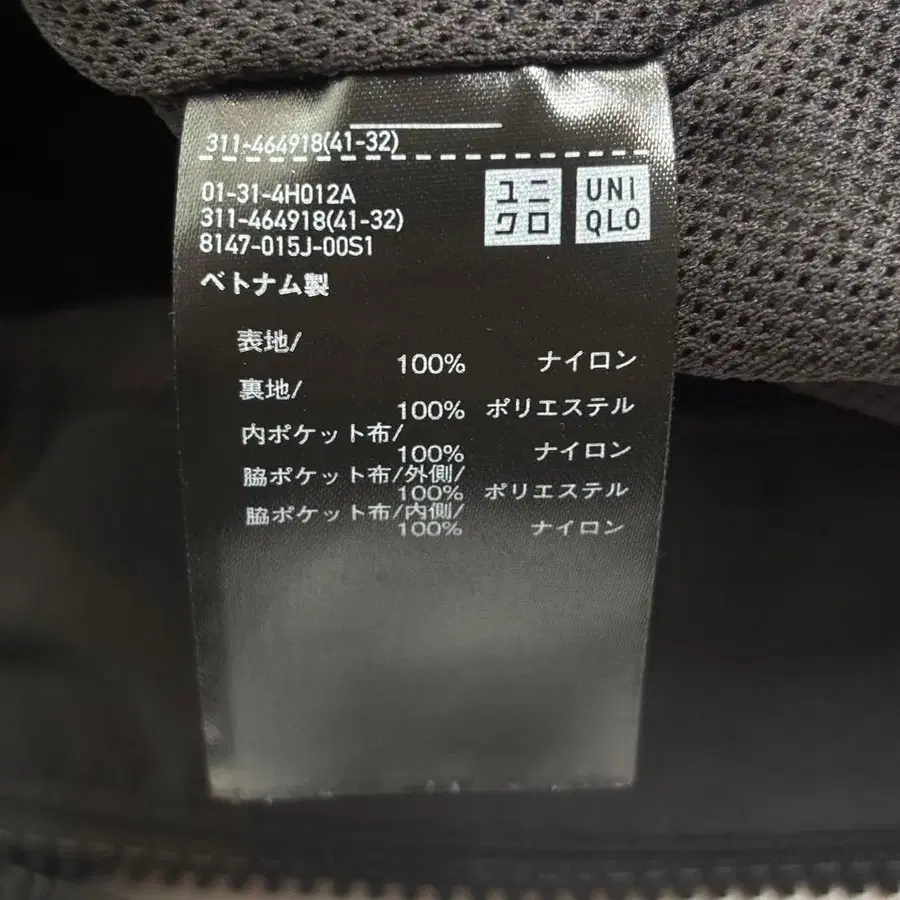 311-464918(41-32)
01-31-4H012A
311-464918(41-32)
8147-015J-00S1
ユニ
クロ
UNI
QLO
ベトナム製
表地/
100% ナイロン
裏地/
100% ポリエステル
内ポケット布/
100% ナイロン
脇ポケット布/外側/
100% ポリエステル
脇ポケット布/内側/
100% ナイロン